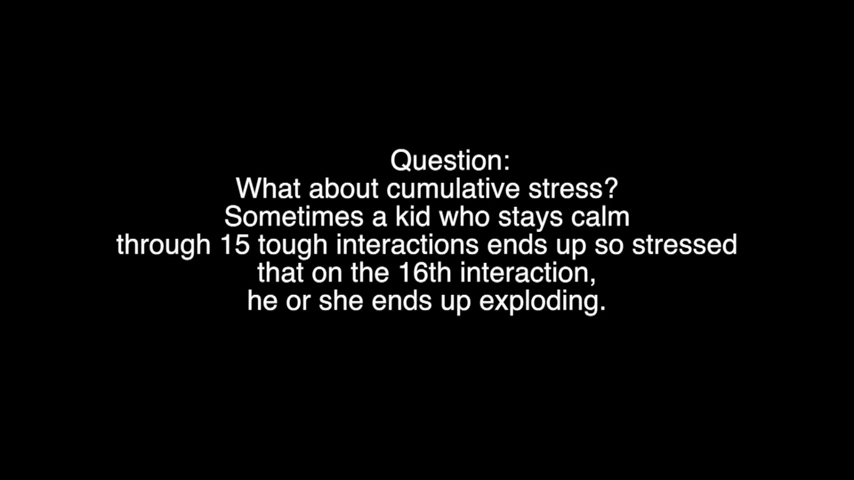 Question:
What about cumulative stress?
Sometimes a kid who stays calm
through 15 tough interactions ends up so stressed
that on the 16th interaction,
he or she ends up exploding.